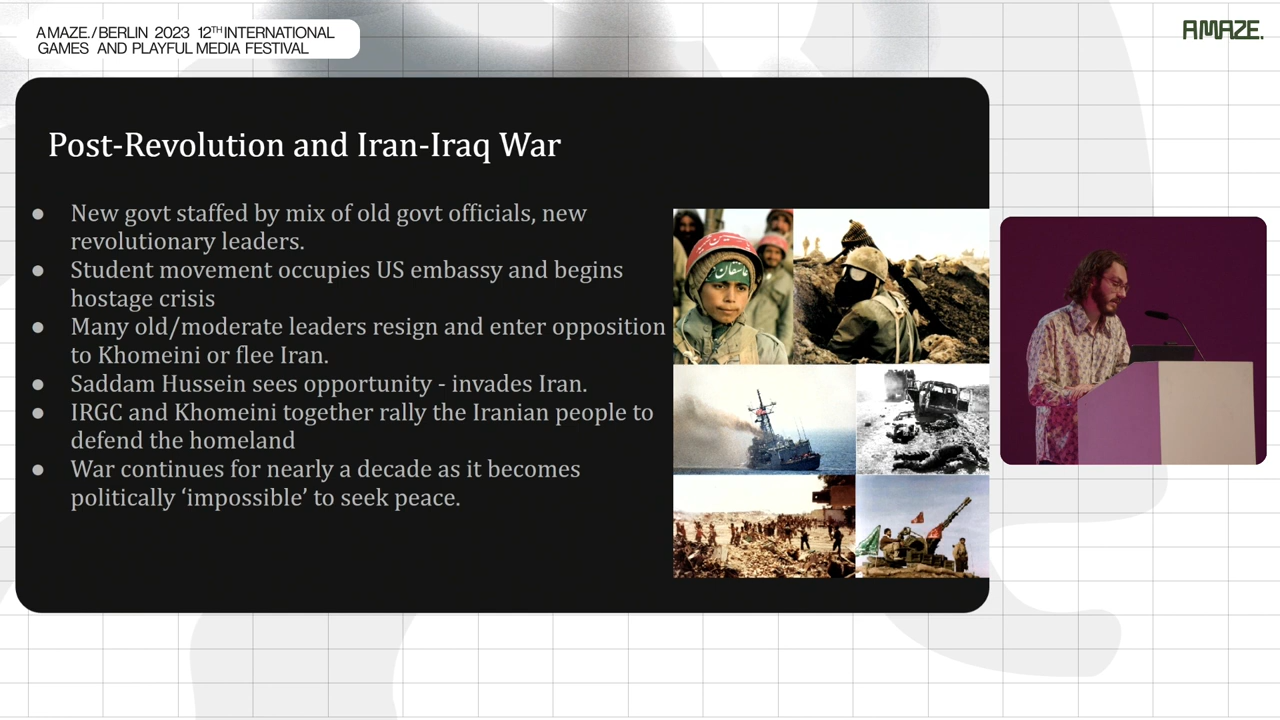 A MAZE. / BERLIN 2023 12TH INTERNATIONAL
GAMES AND PLAYFUL MEDIA FESTIVAL
AMAZE.
Post-Revolution and Iran-Iraq War
● New govt staffed by mix of old govt officials, new
revolutionary leaders.
● Student movement occupies US embassy and begins
hostage crisis
● Many old/moderate leaders resign and enter opposition
to Khomeini or flee Iran.
● Saddam Hussein sees opportunity - invades Iran.
● IRGC and Khomeini together rally the Iranian people to
defend the homeland
● War continues for nearly a decade as it becomes
politically ‘impossible’ to seek peace.